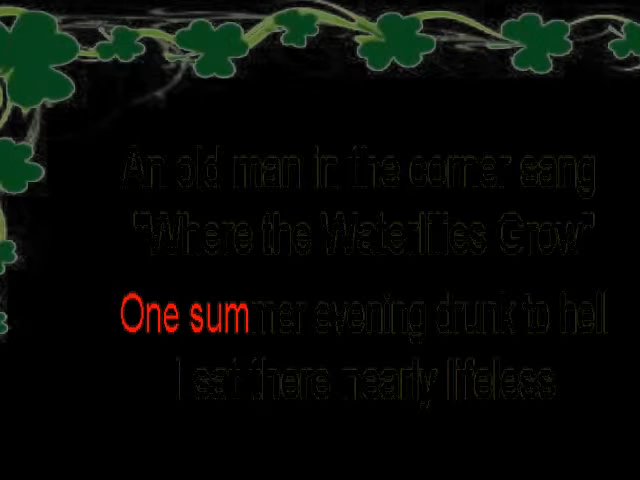 An old man in the corner sang
"Where the Waterlilies Grow"
One summer evening drunk to hell
I sat there nearly lifeless